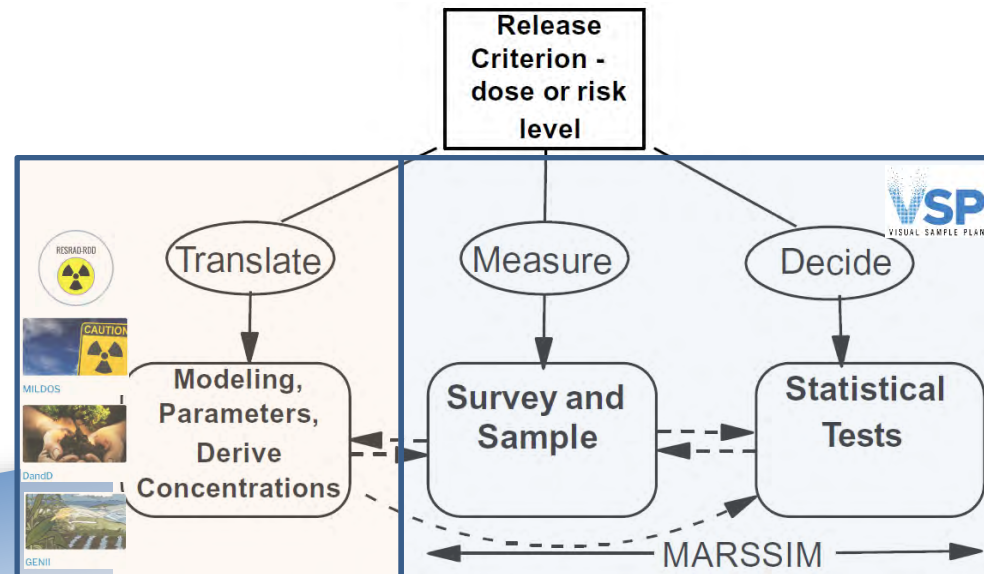 Release
Criterion -
dose or risk
level
VSP
VISUAL SAMPLE PLAN
RESRAD-RDD
Translate
Measure
Decide
CAUTION
MILDOS
Modeling,
Parameters,
Derive
Concentrations
Survey and
Sample
Statistical
Tests
DandD
GENII
MARSSIM